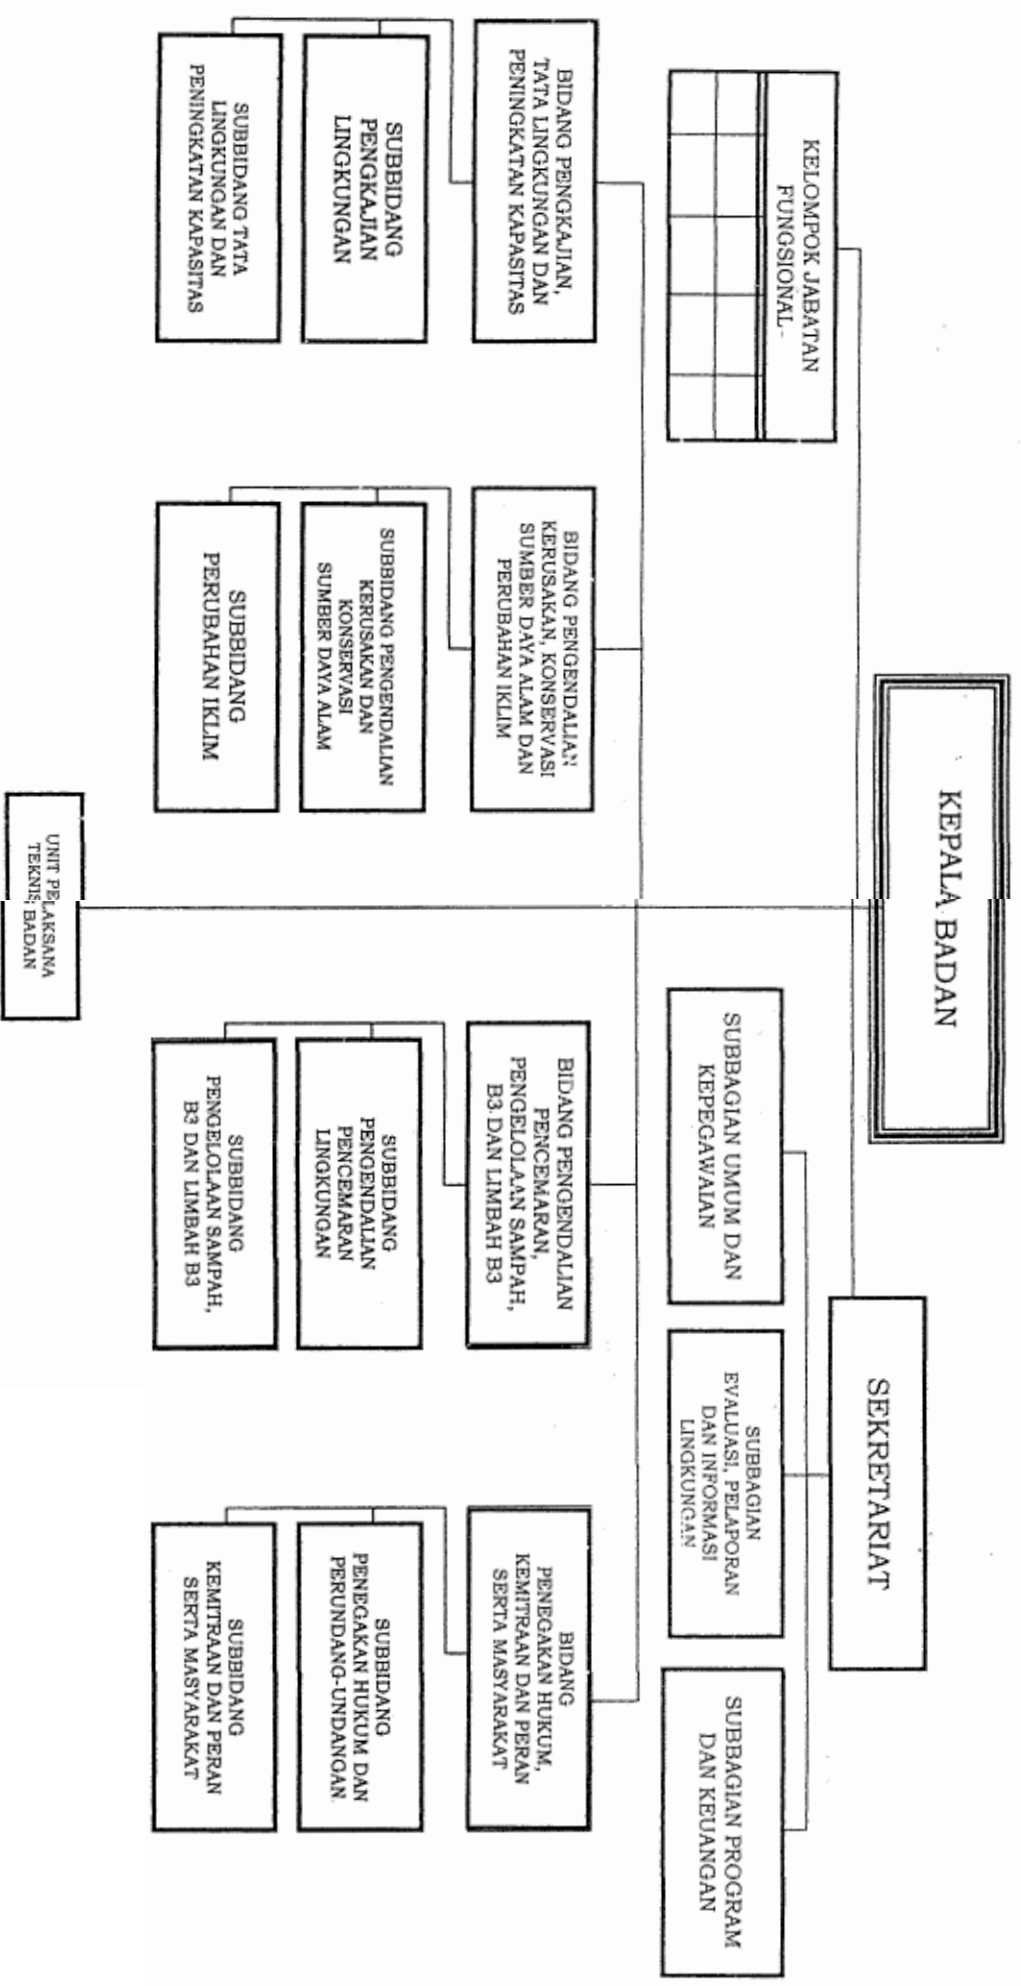 KEPALA BADAN
KELOMPOK JABATAN
FUNGSIONAL
SEKRETARIAT
SUBBAGIAN UMUM DAN
KEPEGAWAIAN
SUBBAGIAN
EVALUASI, PELAPORAN
DAN INFORMASI
LINGKUNGAN
SUBBAGIAN PROGRAM
DAN KEUANGAN
BIDANG PENGKAJIAN,
TATA LINGKUNGAN DAN
PENINGKATAN KAPASITAS
SUBBIDANG
PENGKAJIAN
LINGKUNGAN
SUBBIDANG TATA
LINGKUNGAN DAN
PENINGKATAN KAPASITAS
BIDANG PENGENDALIAN
KERUSAKAN, KONSERVASI
SUMBER DAYA ALAM DAN
PERUBAHAN IKLIM
SUBBIDANG PENGENDALIAN
KERUSAKAN DAN
KONSERVASI
SUMBER DAYA ALAM
SUBBIDANG
PERUBAHAN IKLIM
BIDANG PENGENDALIAN
PENCEMARAN,
PENGELOLAAN SAMPAH,
B3 DAN LIMBAH B3
SUBBIDANG
PENGENDALIAN
PENCEMARAN
LINGKUNGAN
SUBBIDANG
PENGELOLAAN SAMPAH,
B3 DAN LIMBAH B3
BIDANG
PENEGAKAN HUKUM,
KEMITRAAN DAN PERAN
SERTA MASYARAKAT
SUBBIDANG
PENEGAKAN HUKUM DAN
PERUNDANG-UNDANGAN
SUBBIDANG
KEMITRAAN DAN PERAN
SERTA MASYARAKAT
UNIT PELAKSANA
TEKNIS BADAN